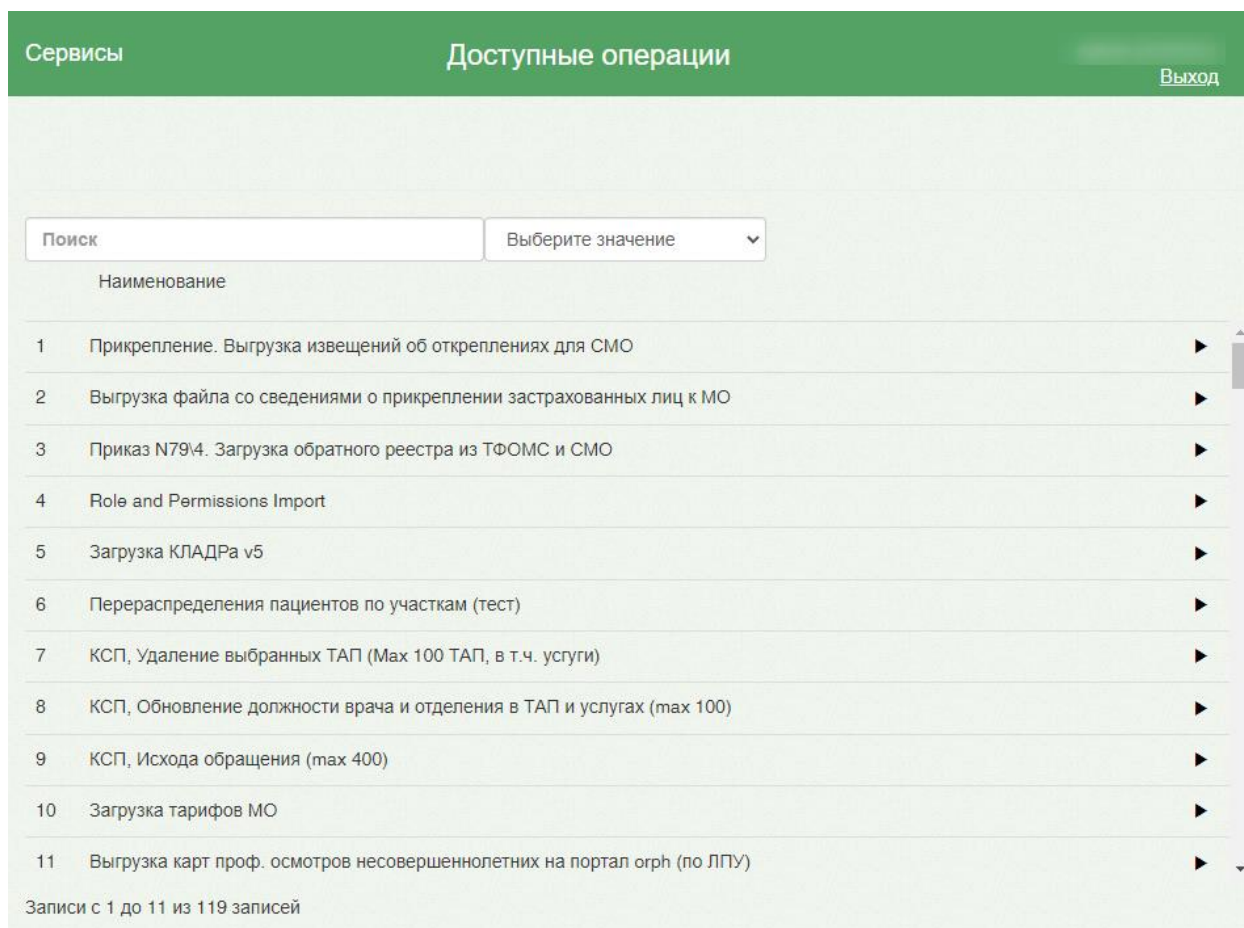 Сервисы
Доступные операции
Выход
Поиск
Выберите значение
Наименование
1 Прикрепление. Выгрузка извещений об откреплениях для СМО
2 Выгрузка файла со сведениями о прикреплении застрахованных лиц к МО
3 Приказ N79\4. Загрузка обратного реестра из ТФОМС и СМО
4 Role and Permissions Import
5 Загрузка КЛАДРа v5
6 Перераспределения пациентов по участкам (тест)
7 КСП, Удаление выбранных ТАП (Max 100 ТАП, в т.ч. усгуги)
8 КСП, Обновление должности врача и отделения в ТАП и услугах (max 100)
9 КСП, Исхода обращения (max 400)
10 Загрузка тарифов МО
11 Выгрузка карт проф. осмотров несовершеннолетних на портал orph (по ЛПУ)
Записи с 1 до 11 из 119 записей